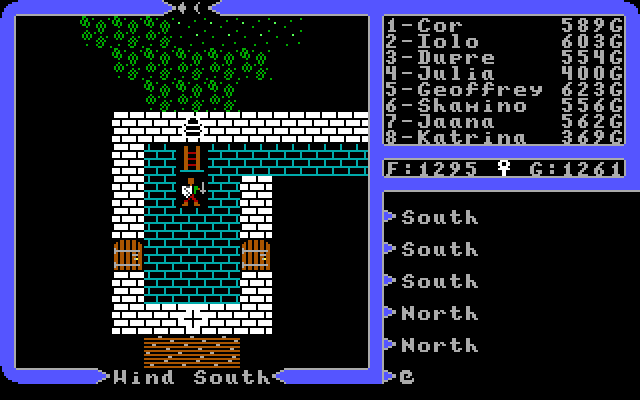 1-Cor 589G
2-Iolo 603G
3-Dupre 554G
4-Julia 400G
5-Geoffrey 623G
6-Shamino 556G
7-Jaana 562G
8-Katrina 369G
F:1295 G:1261
South
South
South
North
North
Wind South